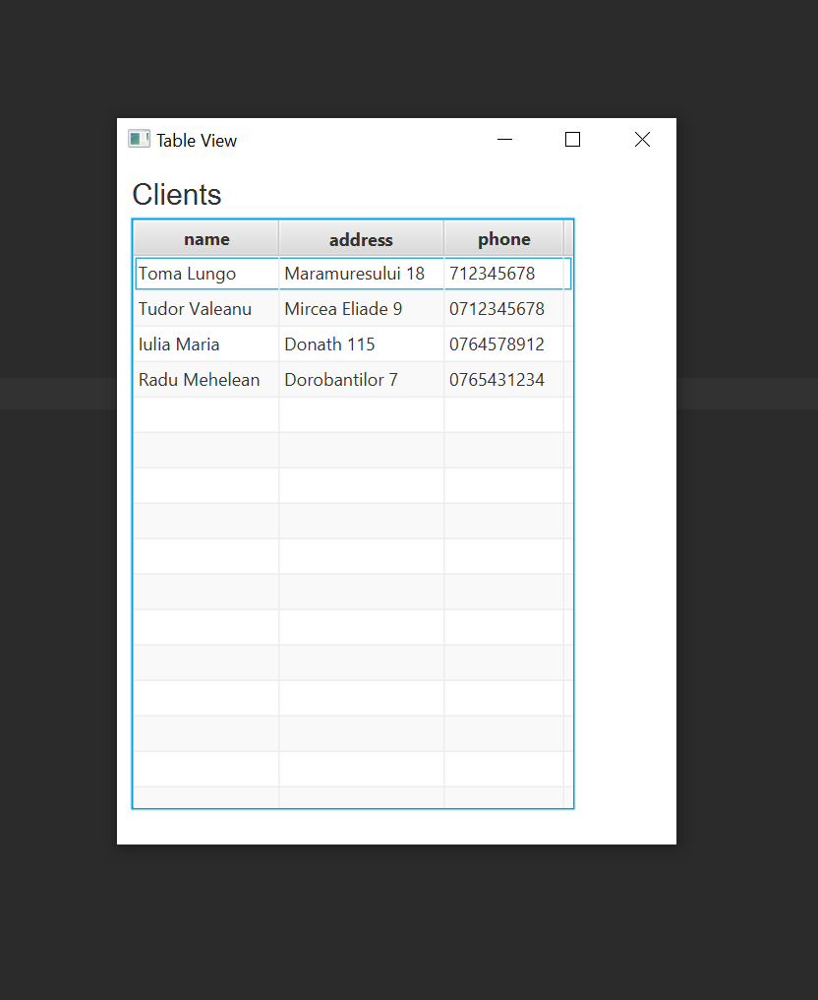 Table View
Clients
name address phone
Toma Lungo Maramuresului 18 712345678
Tudor Valeanu Mircea Eliade 9 0712345678
Iulia Maria Donath 115 0764578912
Radu Mehelean Dorobantilor 7 0765431234